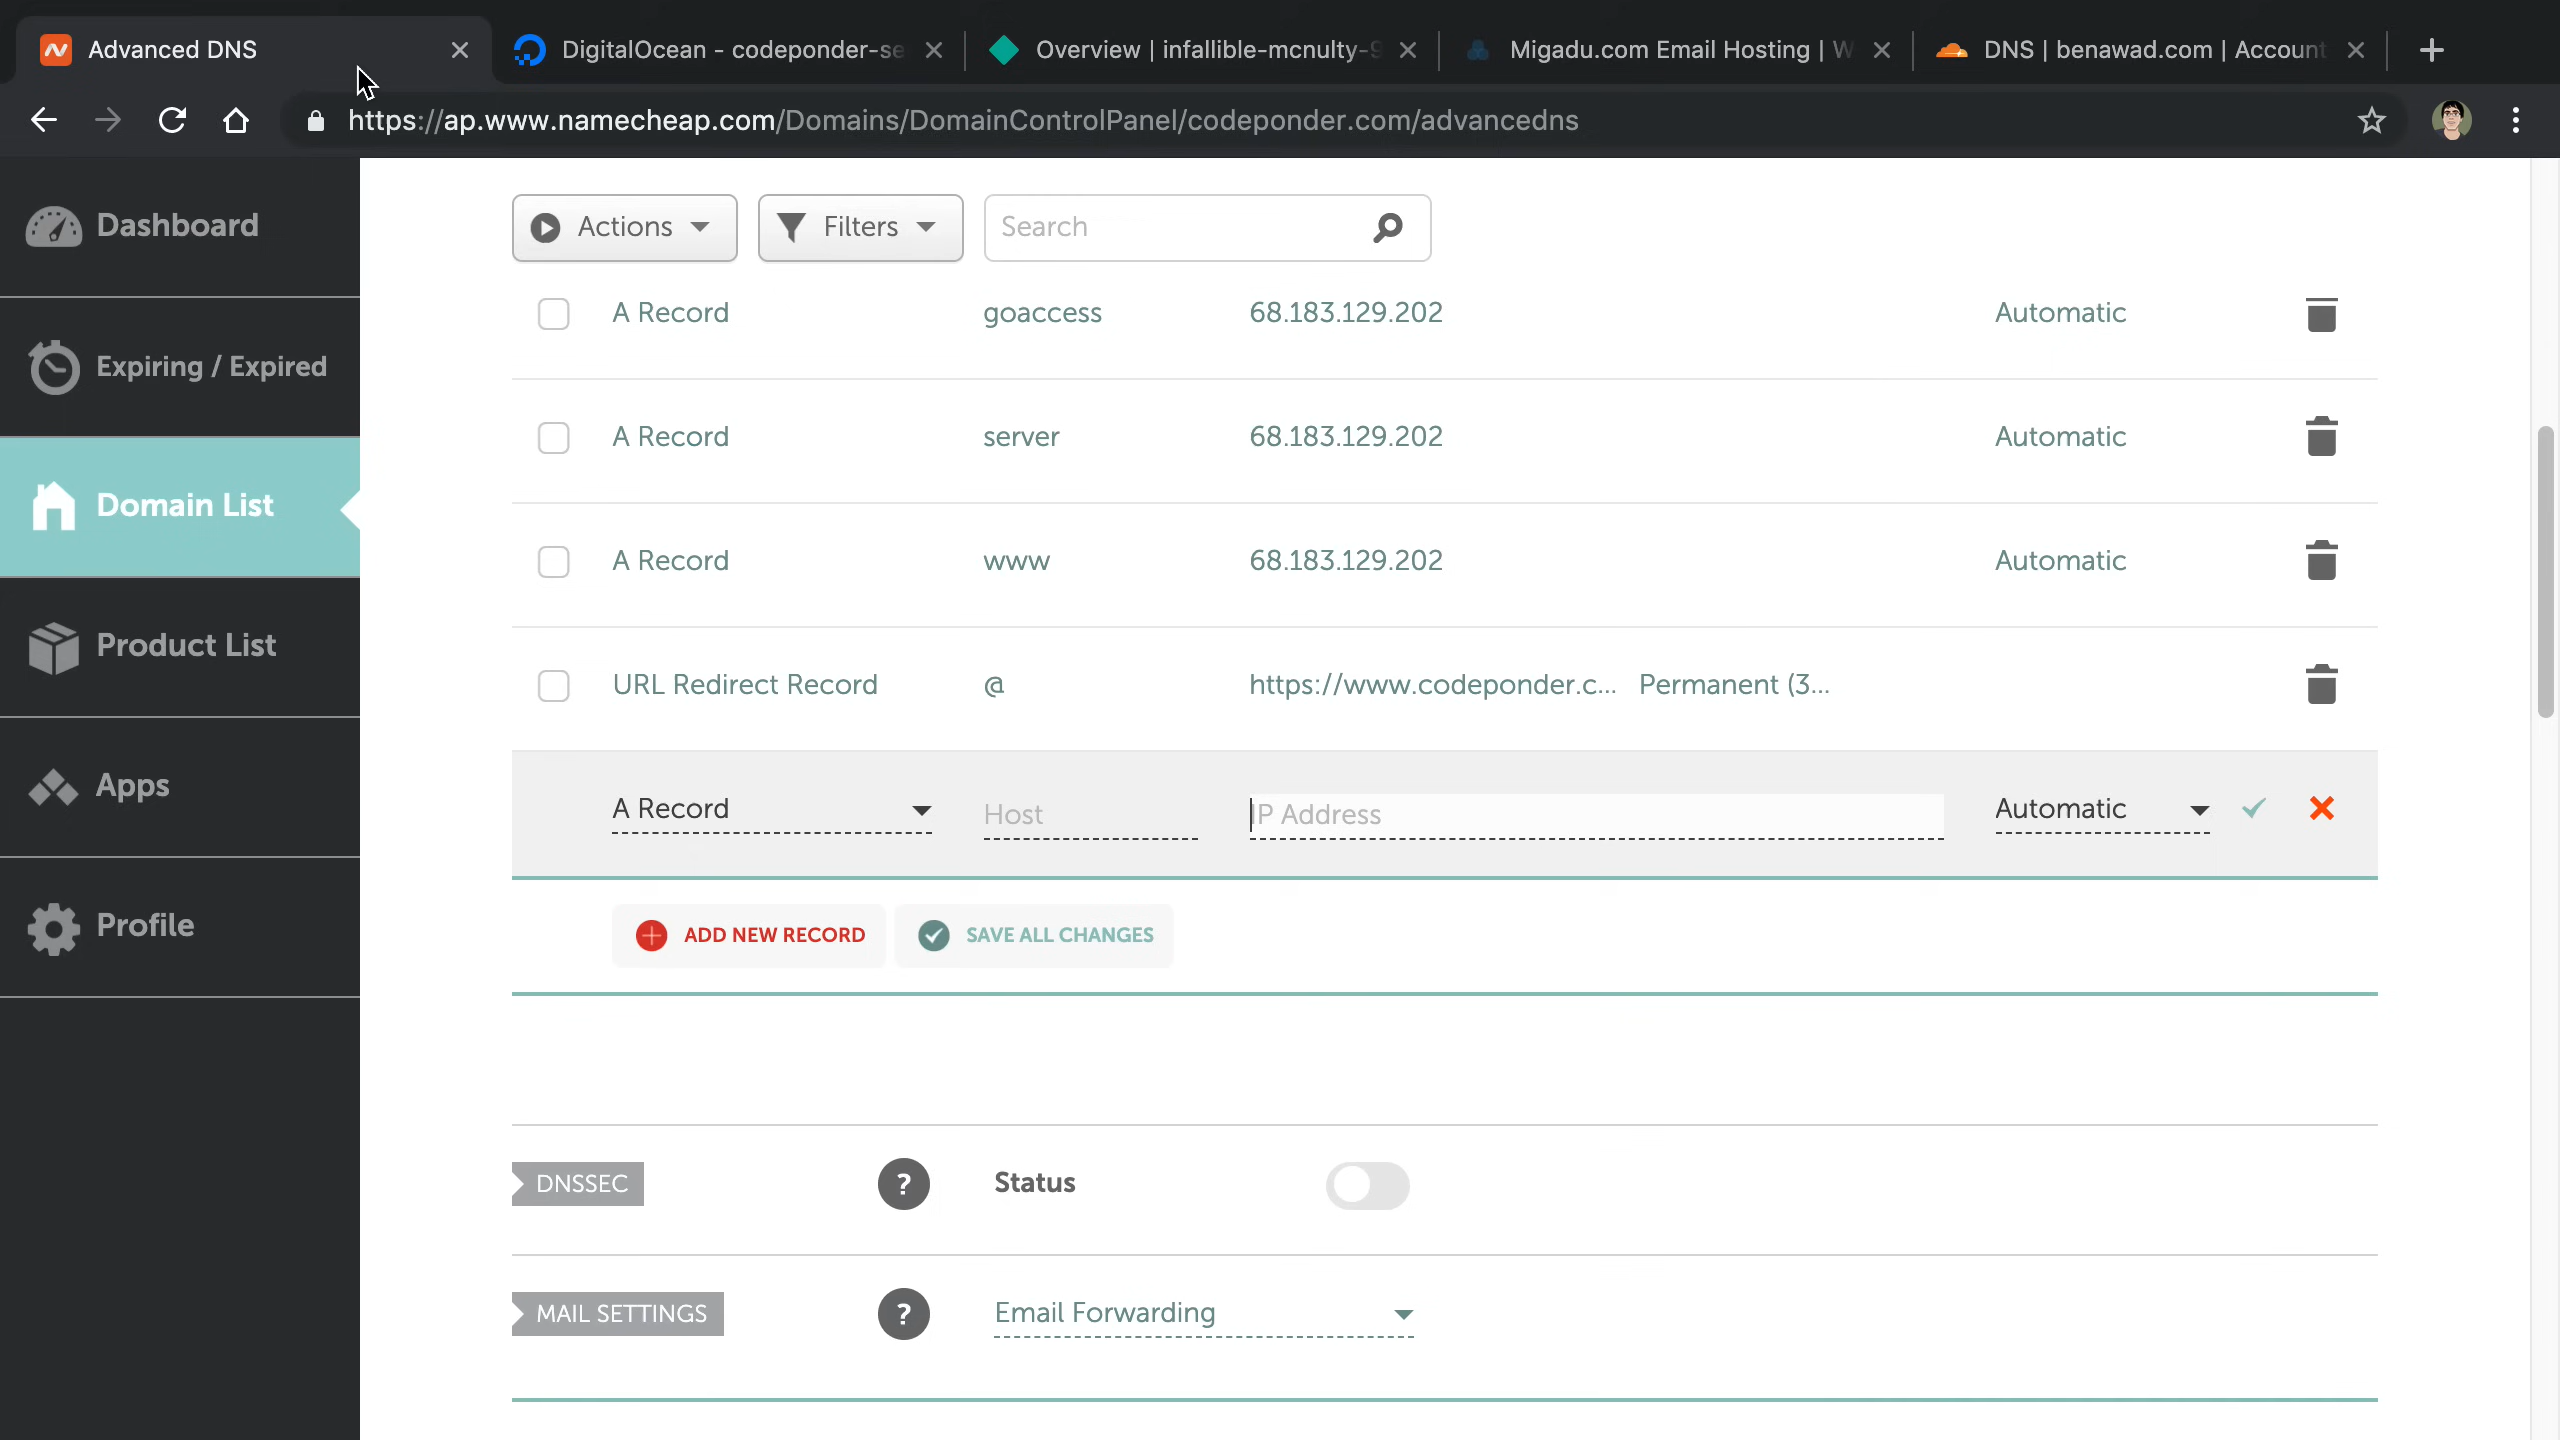 Advanced DNS
DigitalOcean - codeponder-se
Overview | infallible-mcnulty-9
Migadu.com Email Hosting | W
DNS | benawad.com | Account
https://ap.www.namecheap.com/Domains/DomainControlPanel/codeponder.com/advancedns
Dashboard
Expiring / Expired
Domain List
Product List
Apps
Profile
Actions Filters Search
A Record goaccess 68.183.129.202 Automatic
A Record server 68.183.129.202 Automatic
A Record www 68.183.129.202 Automatic
URL Redirect Record @ https://www.codeponder.c... Permanent (3...
A Record Host IP Address Automatic
ADD NEW RECORD SAVE ALL CHANGES
DNSSEC ? Status
MAIL SETTINGS ? Email Forwarding